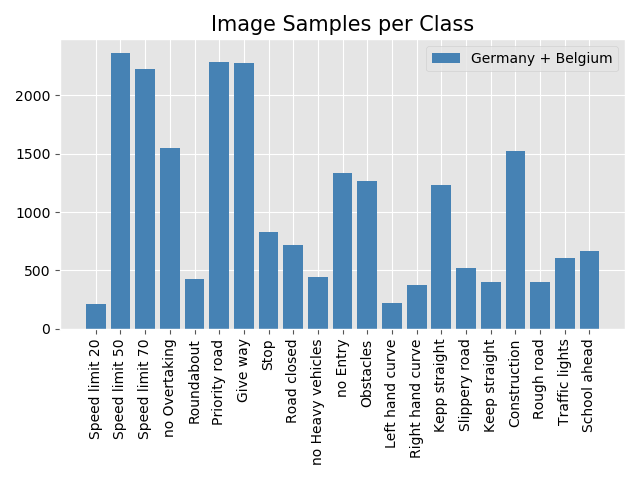 Image Samples per Class
Germany + Belgium
2000
1500
1000
500
0
Speed limit 20
Speed limit 50
Speed limit 70
no Overtaking
Roundabout
Priority road
Give way
Stop
Road closed
no Heavy vehicles
no Entry
Obstacles
Left hand curve
Right hand curve
Kepp straight
Slippery road
Keep straight
Construction
Rough road
Traffic lights
School ahead